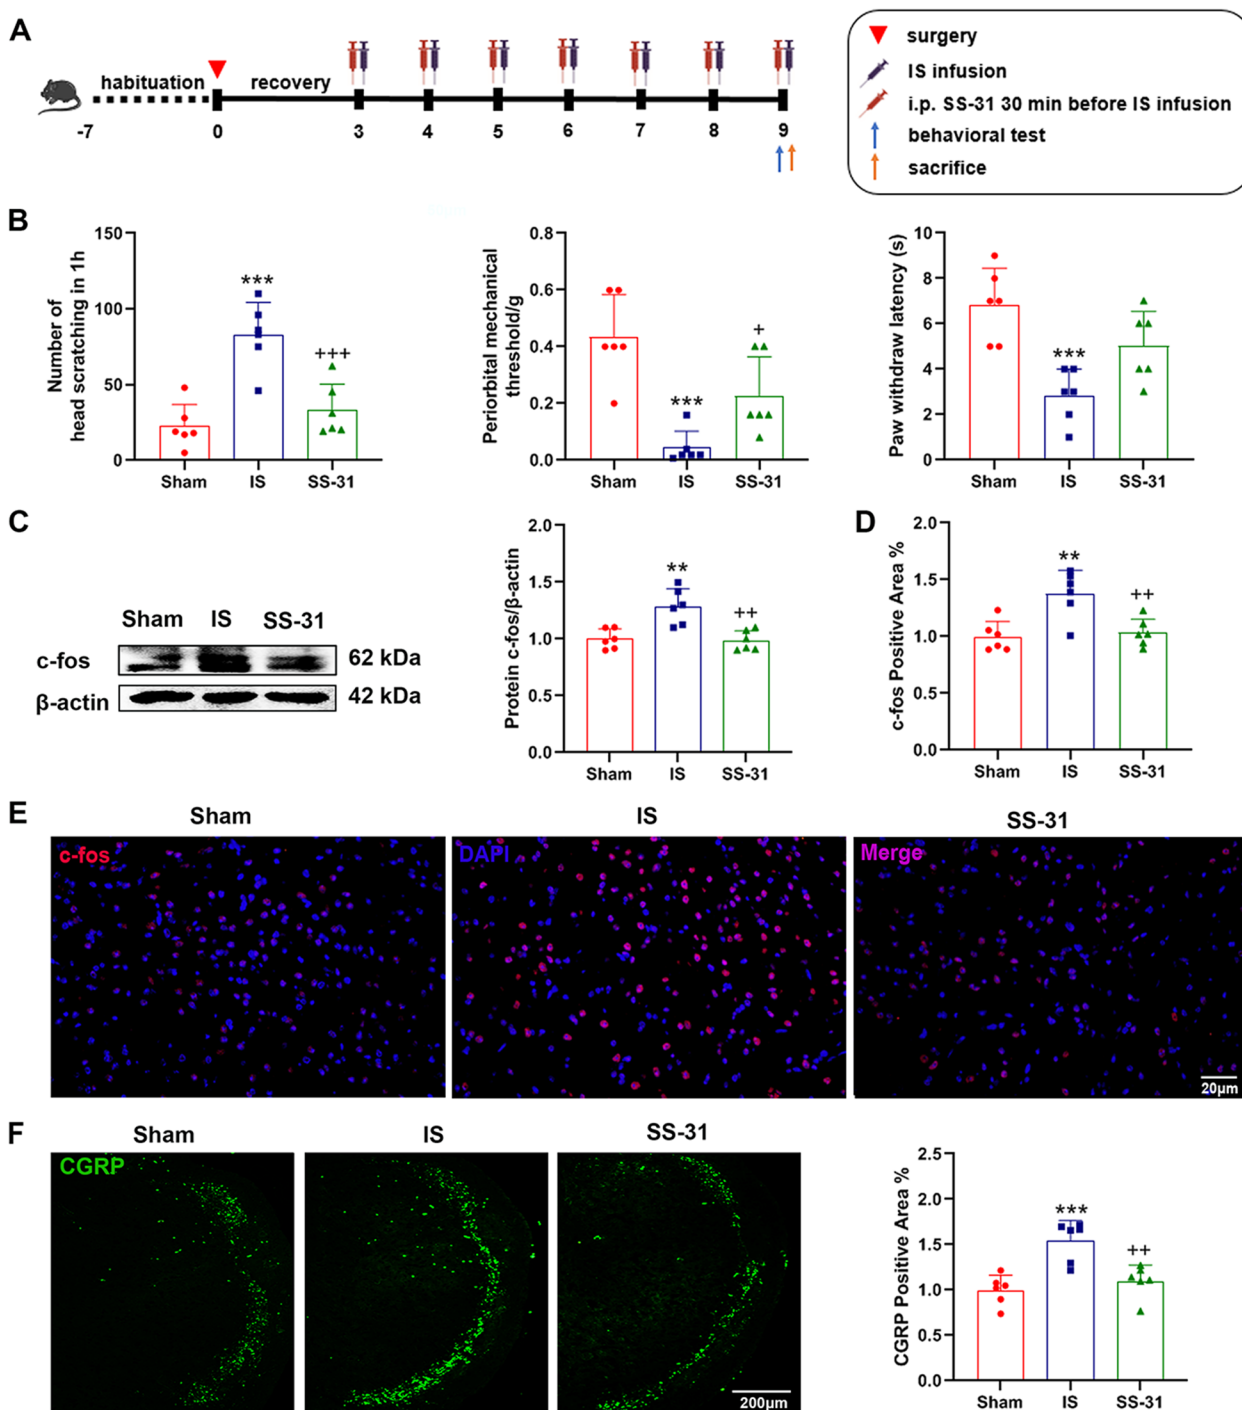 A
habituation
recovery
-7
0
3
4
5
6
7
8
9
surgery
IS infusion
i.p. SS-31 30 min before IS infusion
behavioral test
sacrifice
B
Number of
head scratching in 1h
150
100
50
0
***
+++
Sham
IS
SS-31
Periorbital mechanical
threshold/g
0.8
0.6
0.4
0.2
0.0
***
+
Sham
IS
SS-31
Paw withdraw latency (s)
10
8
6
4
2
0
***
Sham
IS
SS-31
C
Sham
IS
SS-31
c-fos
62 kDa
β-actin
42 kDa
Protein c-fos/β-actin
2.0
1.5
1.0
0.5
0.0
**
++
Sham
IS
SS-31
D
c-fos Positive Area %
2.0
1.5
1.0
0.5
0.0
**
++
Sham
IS
SS-31
E
Sham
IS
SS-31
c-fos
DAPI
Merge
20μm
F
Sham
IS
SS-31
CGRP
200μm
CGRP Positive Area %
2.5
2.0
1.5
1.0
0.5
0.0
***
++
Sham
IS
SS-31